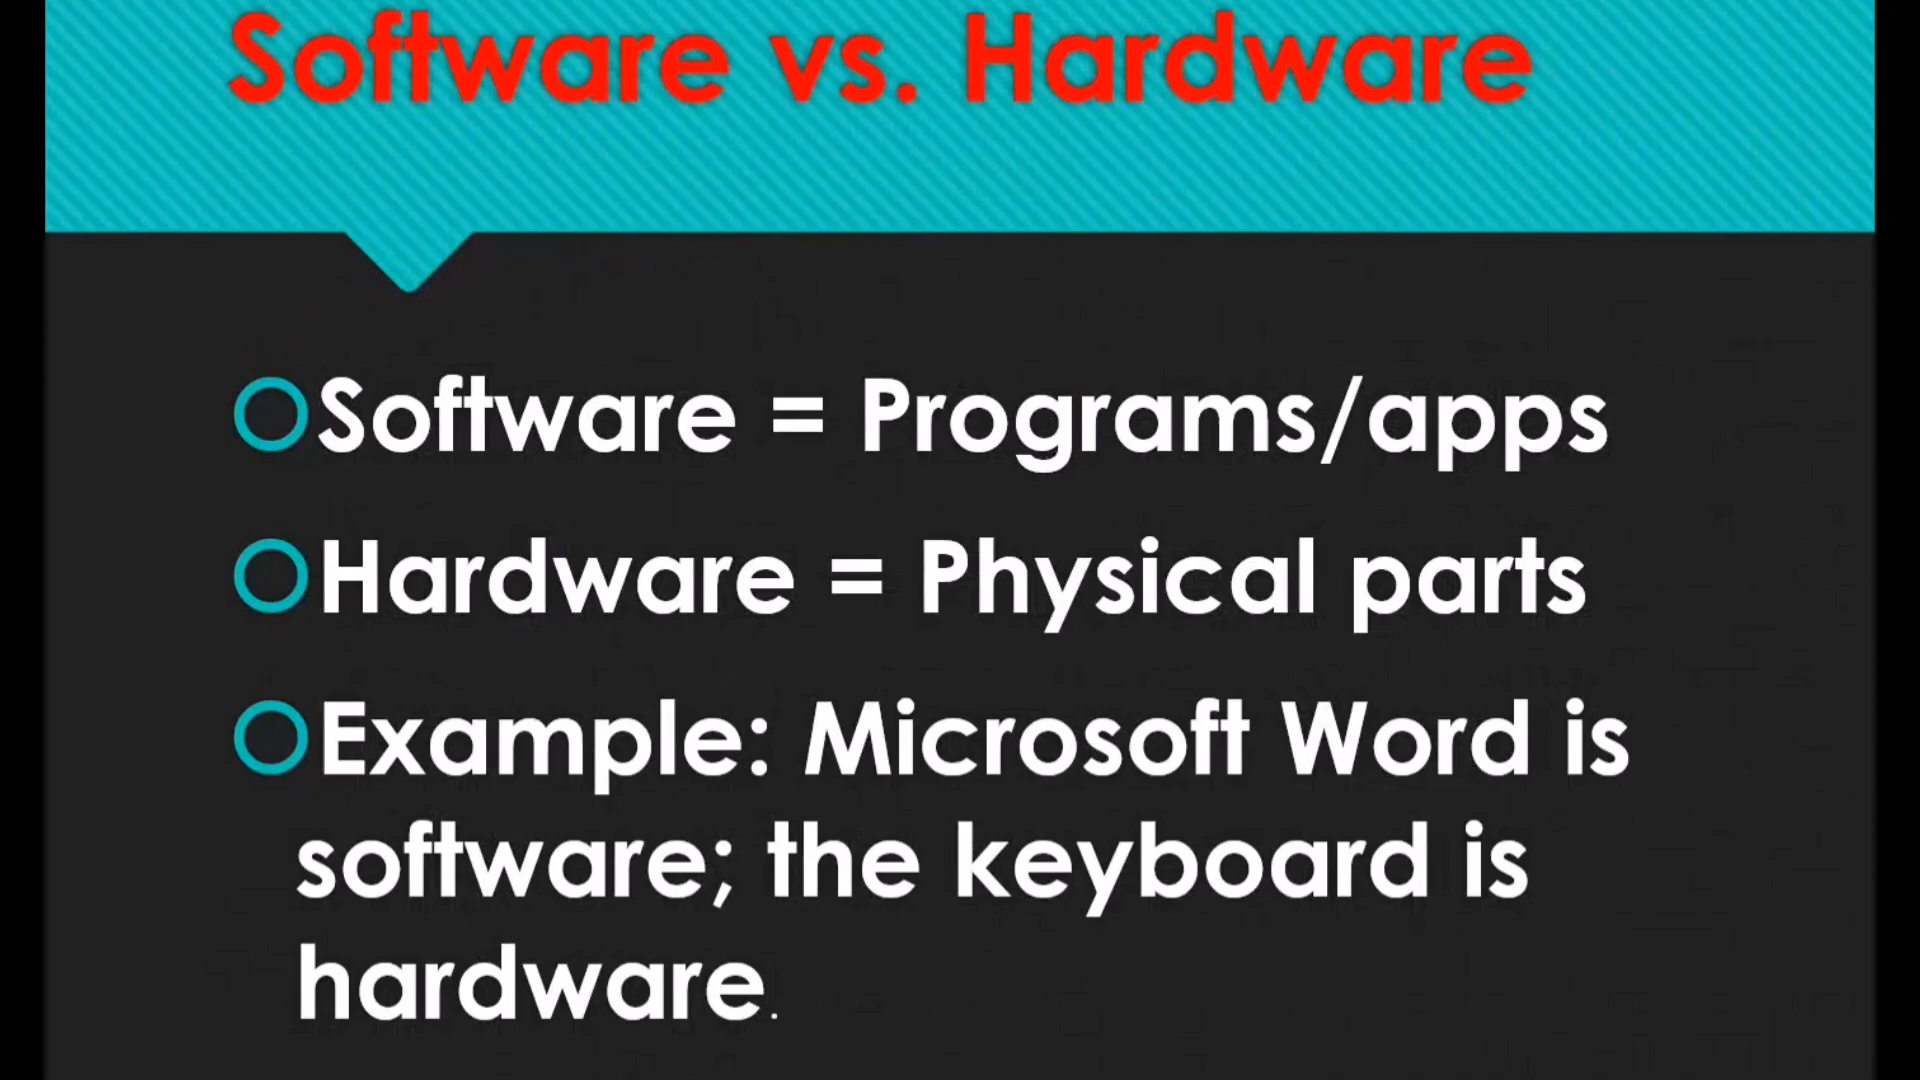 Software vs. Hardware
Software = Programs/apps
Hardware = Physical parts
Example: Microsoft Word is
software; the keyboard is
hardware.